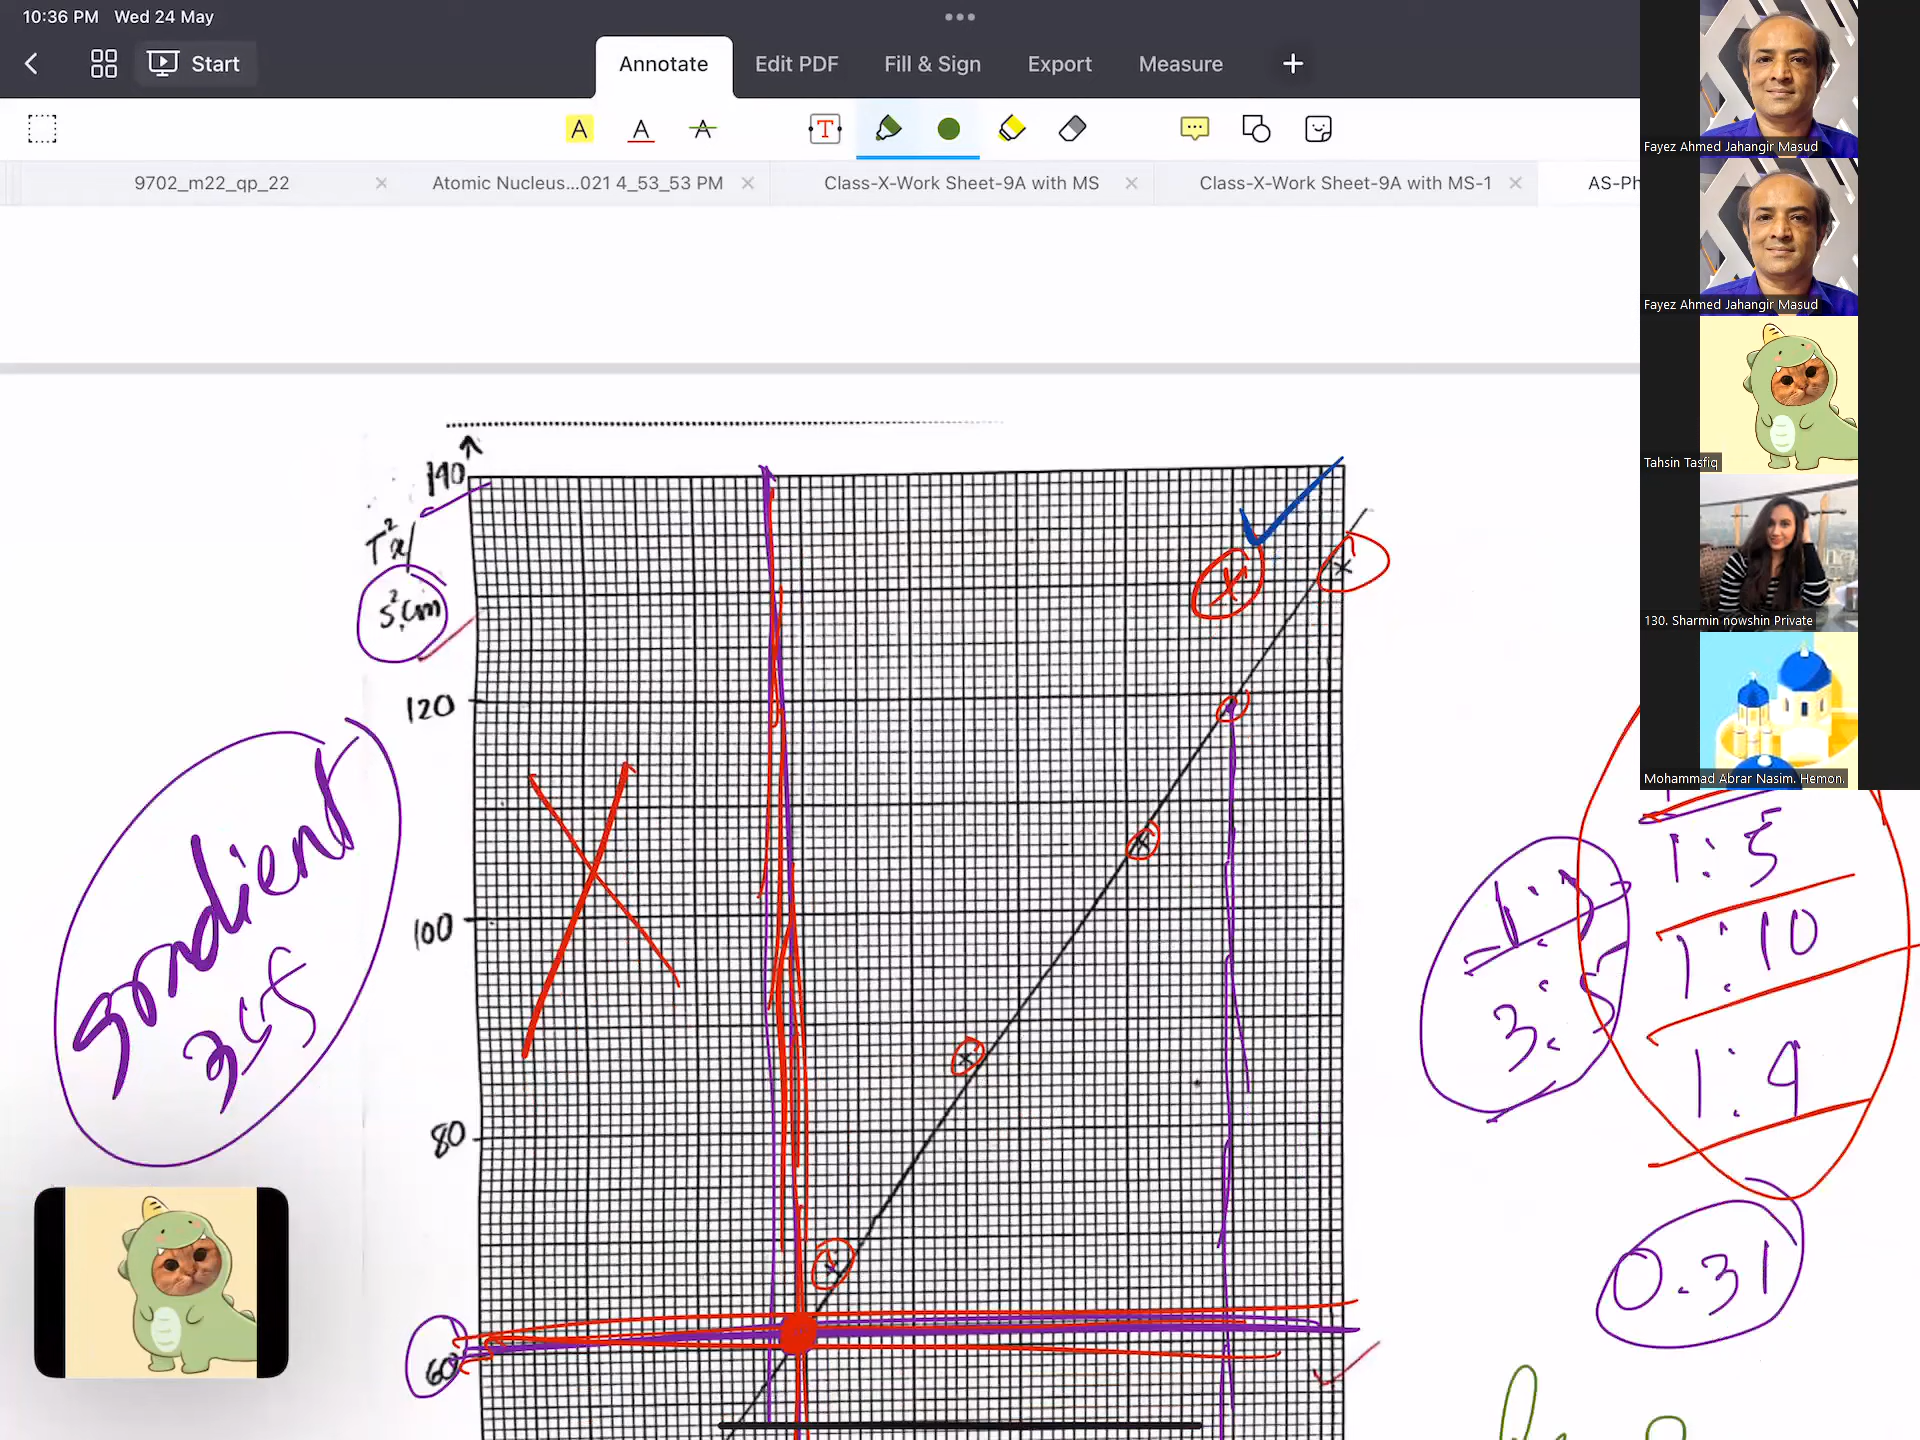 10:36 PM Wed 24 May
Start
Annotate
Edit PDF
Fill & Sign
Export
Measure
A
A
A
T
9702_m22_qp_22
Atomic Nucleus...021 4_53_53 PM
Class-X-Work Sheet-9A with MS
Class-X-Work Sheet-9A with MS-1
AS-Ph
Fayez Ahmed Jahangir Masud
Fayez Ahmed Jahangir Masud
Tahsin Tasfiq
130. Sharmin nowshin Private
Mohammad Abrar Nasim. Hemon.
140
T²x/
s².cm
120
100
80
60
1:5
1:10
1:4
3:5
0.31